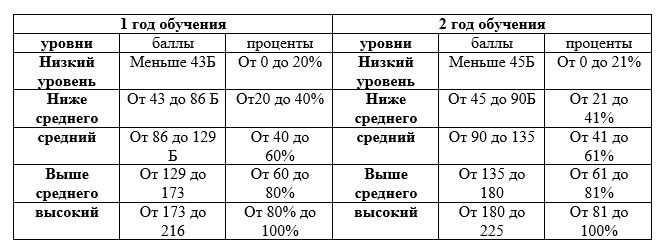 1 год обучения 2 год обучения
уровни баллы проценты уровни баллы проценты
Низкий Меньше 43Б От 0 до 20% Низкий Меньше 45Б От 0 до 21%
уровень уровень
Ниже От 43 до 86 Б От20 до 40% Ниже От 45 до 90Б От 21 до
среднего среднего 41%
средний От 86 до 129 От 40 до средний От 90 до 135 От 41 до
Б 60% 61%
Выше От 129 до От 60 до Выше От 135 до От 61 до
среднего 173 80% среднего 180 81%
высокий От 173 до От 80% до высокий От 180 до От 81 до
216 100% 225 100%